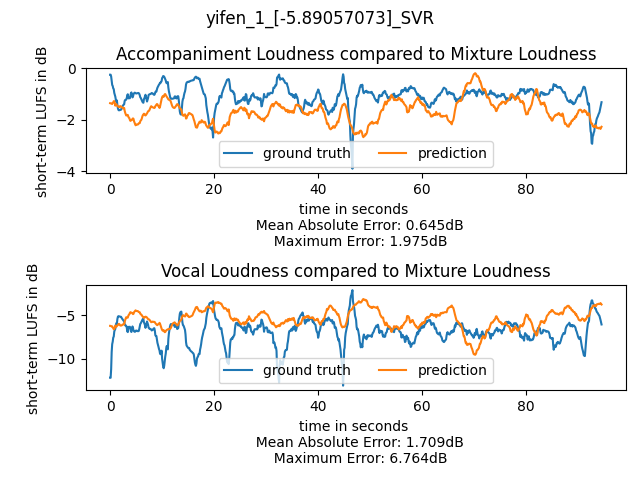 yifen_1_[-5.89057073]_SVR
Accompaniment Loudness compared to Mixture Loudness
short-term LUFS in dB
0
−2
−4
ground truth prediction
0 20 40 60 80
time in seconds
Mean Absolute Error: 0.645dB
Maximum Error: 1.975dB
Vocal Loudness compared to Mixture Loudness
short-term LUFS in dB
−5
−10
ground truth prediction
0 20 40 60 80
time in seconds
Mean Absolute Error: 1.709dB
Maximum Error: 6.764dB